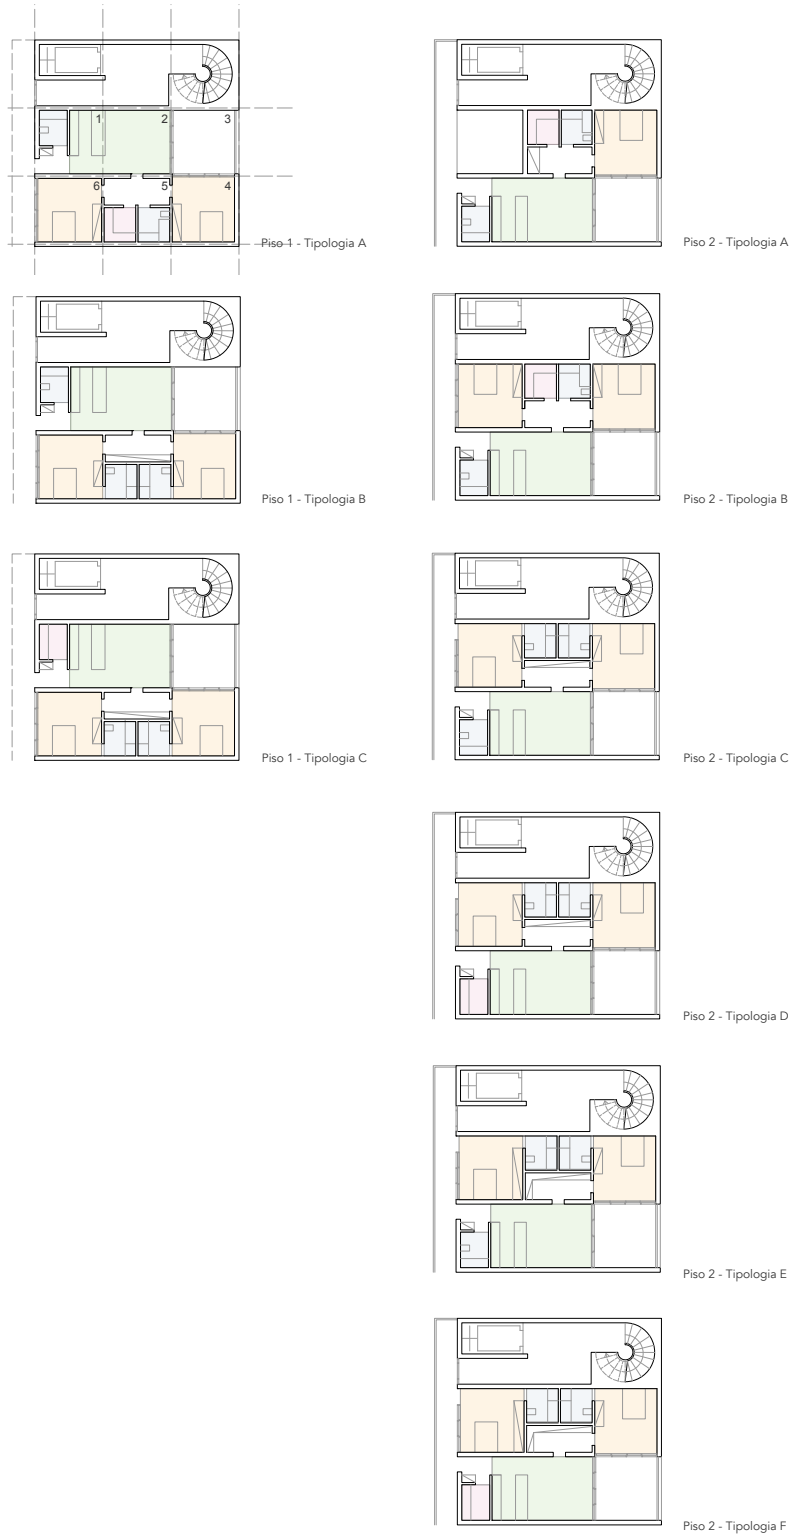 1 2 3
6 5 4
Piso 1 - Tipologia A
Piso 2 - Tipologia A
Piso 1 - Tipologia B
Piso 2 - Tipologia B
Piso 1 - Tipologia C
Piso 2 - Tipologia C
Piso 2 - Tipologia D
Piso 2 - Tipologia E
Piso 2 - Tipologia F